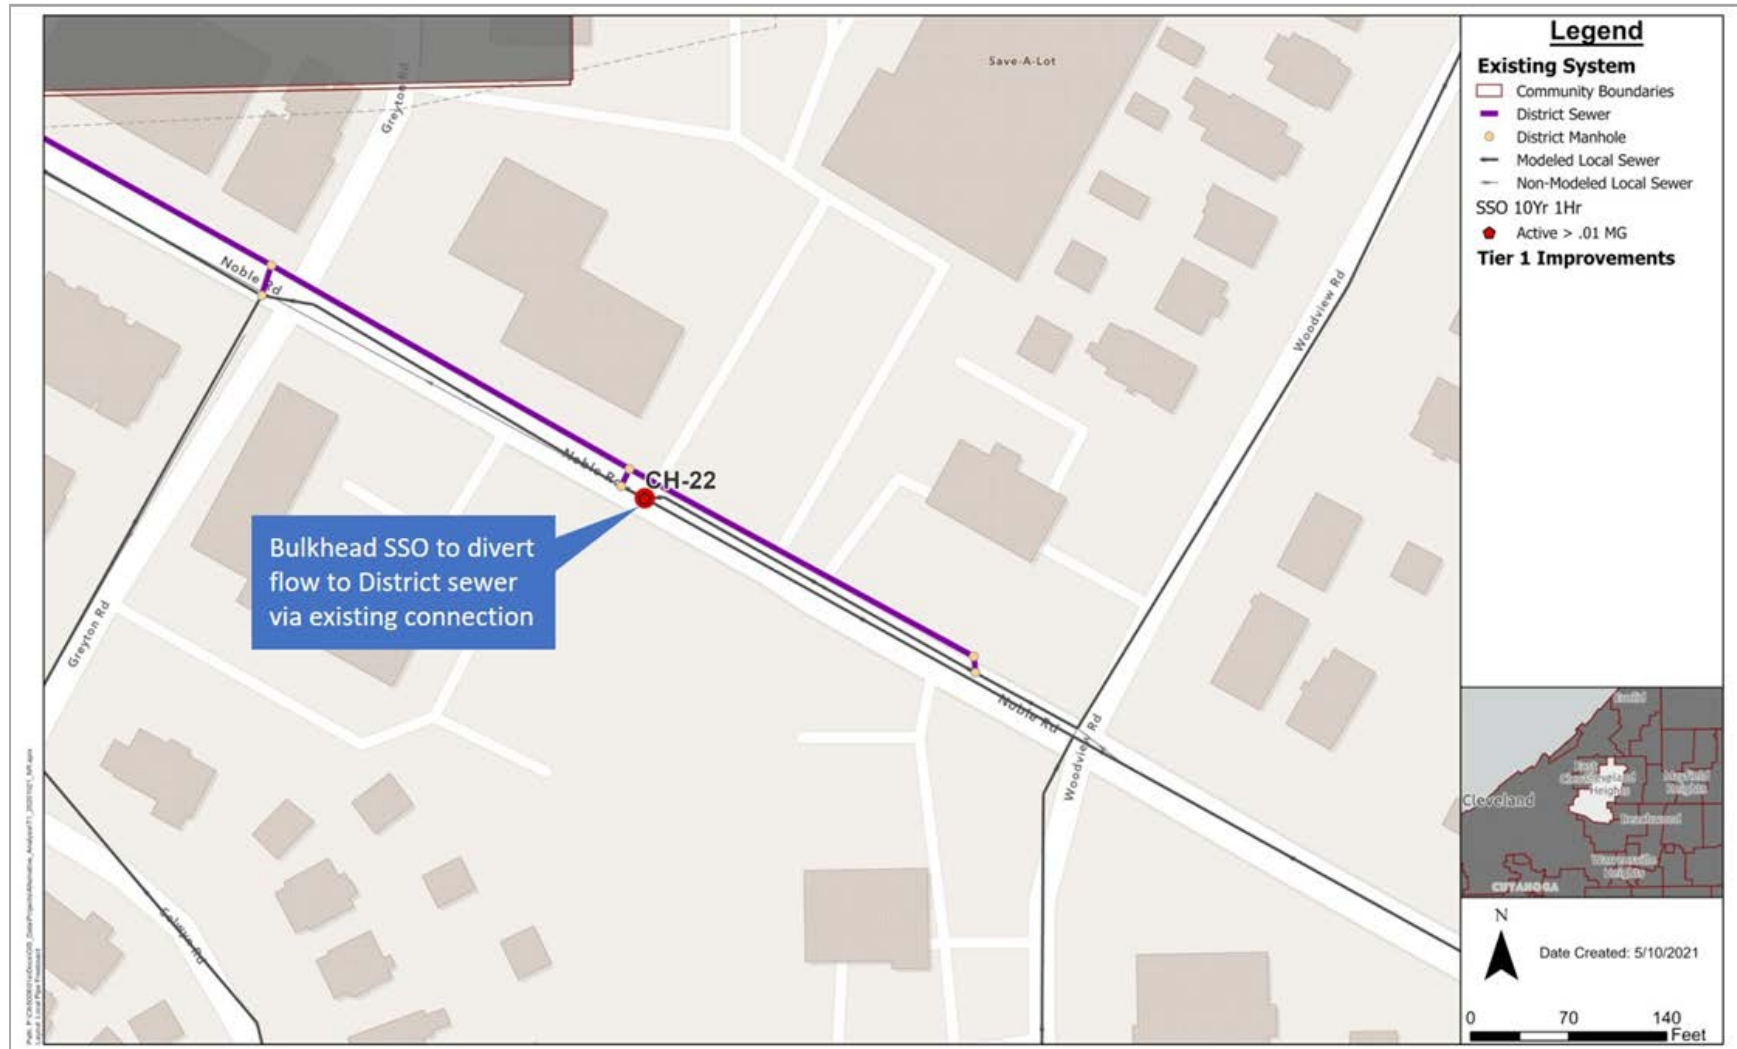 Save-A-Lot
Greyton Rd
Noble Rd
Woodview Rd
Noble Rd
CH-22
Bulkhead SSO to divert
flow to District sewer
via existing connection
Greyton Rd
Noble Rd
Woodview Rd
Selwyn Rd
Legend
Existing System
Community Boundaries
District Sewer
District Manhole
Modeled Local Sewer
Non-Modeled Local Sewer
SSO 10Yr 1Hr
Active > .01 MG
Tier 1 Improvements
Euclid
East
Cleveland
Heights
Mayfield
Heights
Cleveland
Beachwood
Warrensville
Heights
CUYAHOGA
N
Date Created: 5/10/2021
0 70 140
Feet